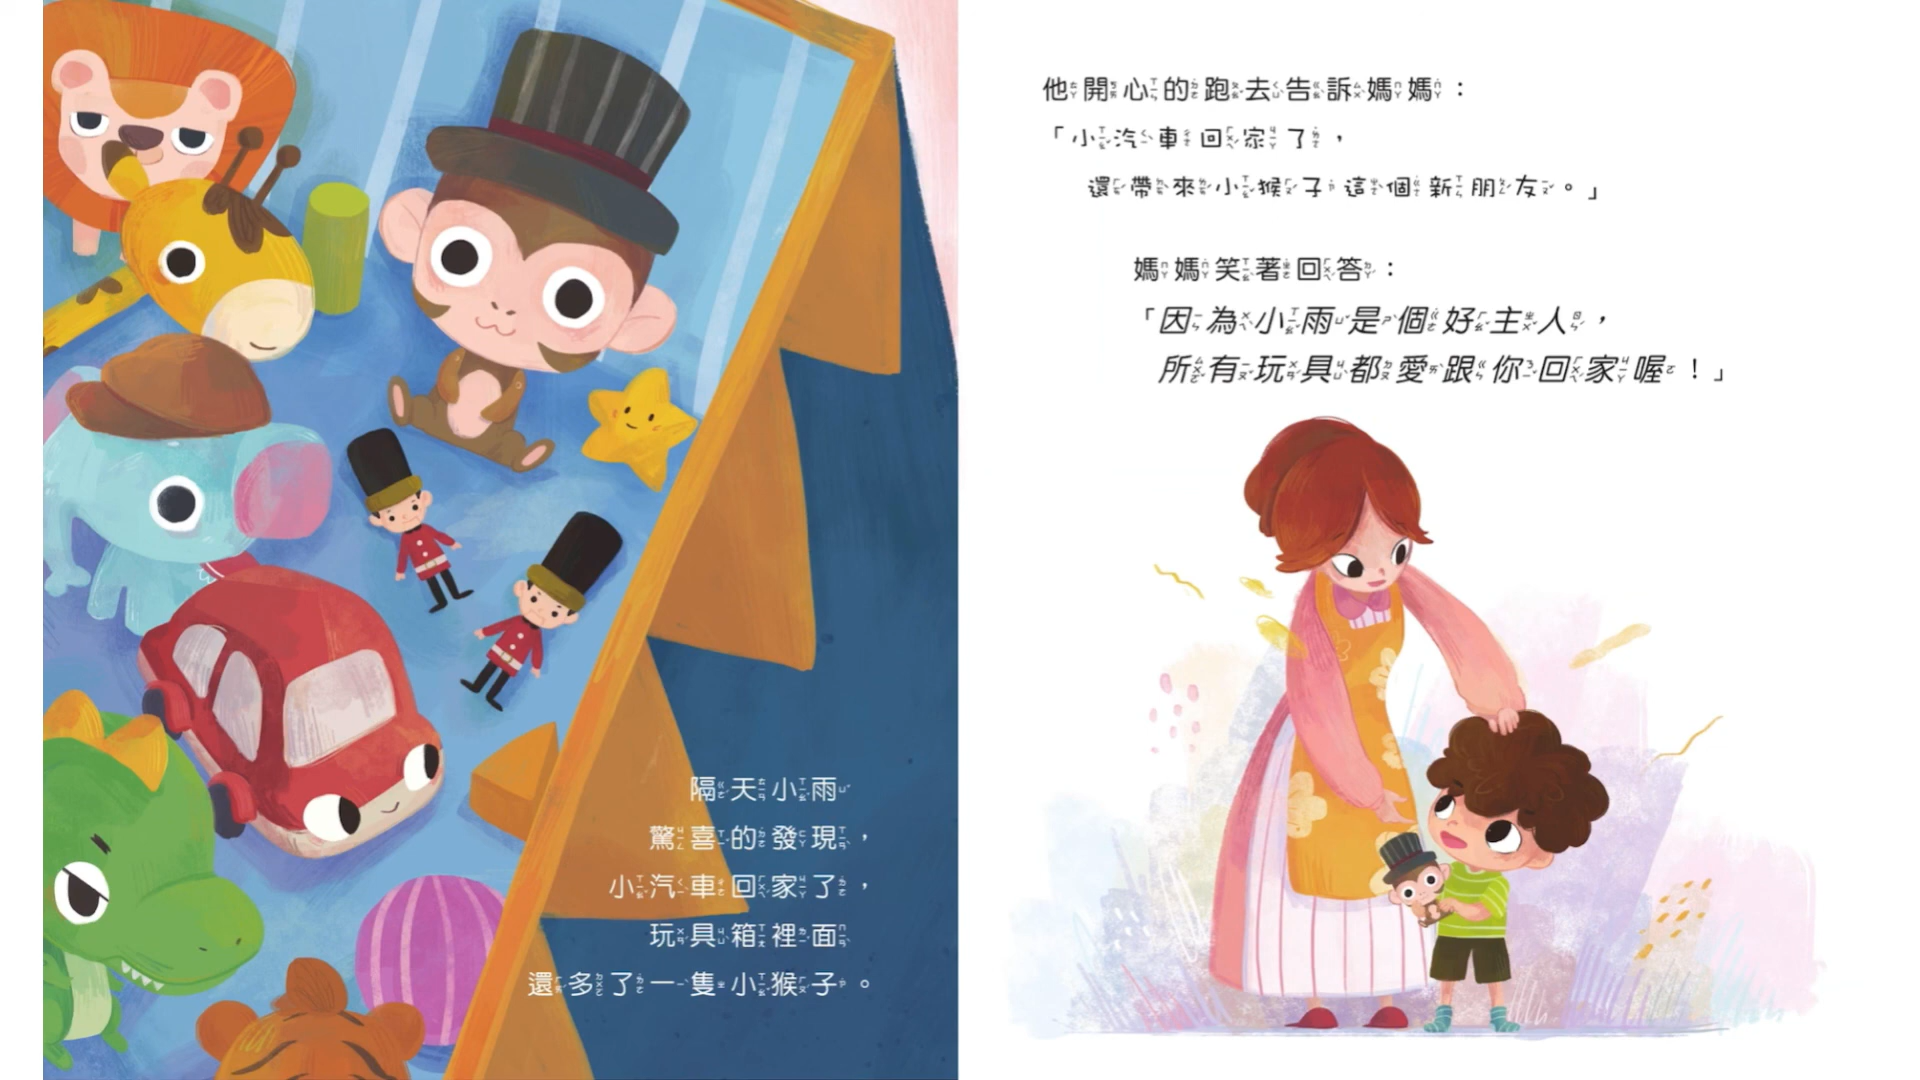 隔天小雨
驚喜的發現，
小汽車回家了，
玩具箱裡面
還多了一隻小猴子。
他開心的跑去告訴媽媽：
「小汽車回家了，
還帶來小猴子這個新朋友。」
媽媽笑著回答：
「因為小雨是個好主人，
所有玩具都愛跟你回家喔！」